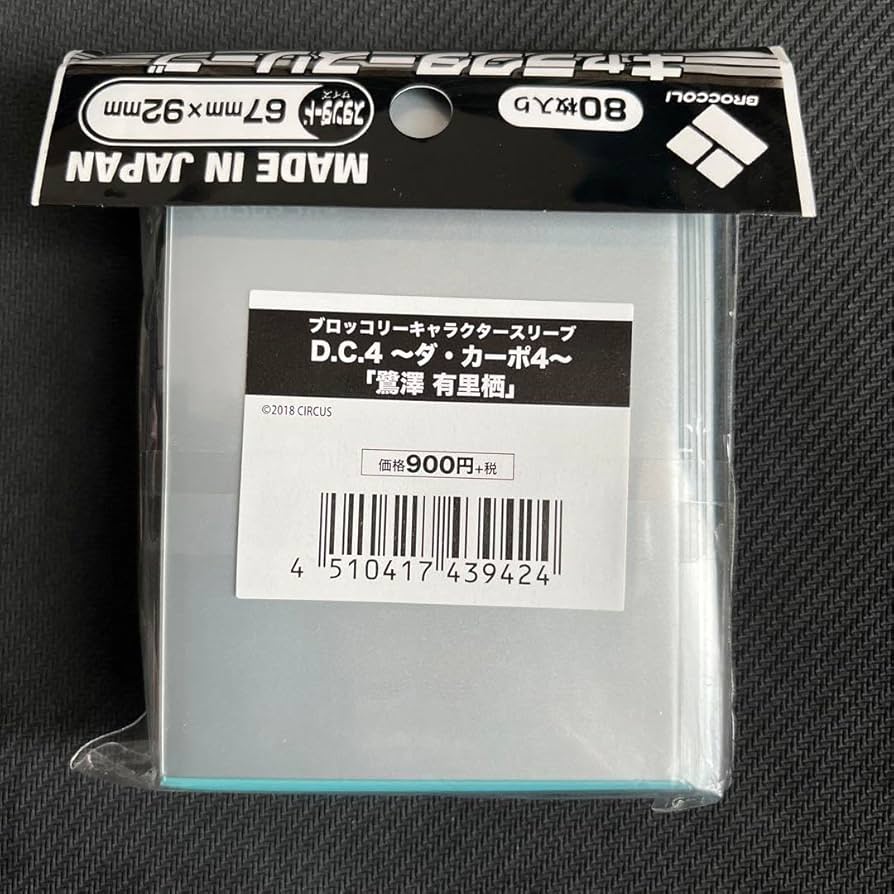 キャラクタースリーブ
BROCCOLI
80枚入り
スタンダード
サイズ
67mm×92mm
MADE IN JAPAN
ブロッコリーキャラクタースリーブ
D.C.4 ～ダ・カーポ4～
「鷺澤 有里栖」
©2018 CIRCUS
価格900円+税
4 510417 439424